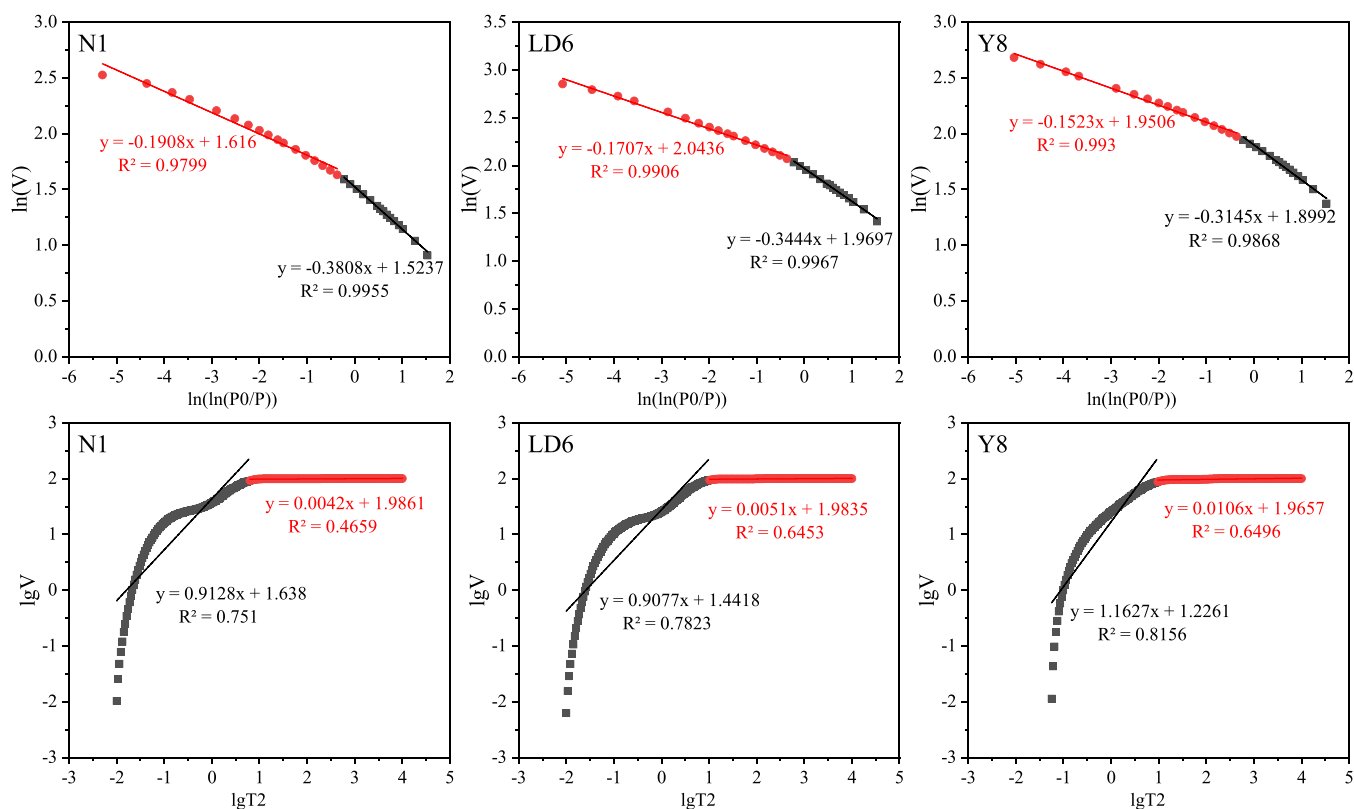 N1
3.0
2.5
2.0
1.5
1.0
0.5
0.0
ln(V)
y = -0.1908x + 1.616
R² = 0.9799
y = -0.3808x + 1.5237
R² = 0.9955
-6 -5 -4 -3 -2 -1 0 1 2
ln(ln(P0/P))
LD6
3.5
3.0
2.5
2.0
1.5
1.0
0.5
0.0
ln(V)
y = -0.1707x + 2.0436
R² = 0.9906
y = -0.3444x + 1.9697
R² = 0.9967
-6 -5 -4 -3 -2 -1 0 1 2
ln(ln(P0/P))
Y8
3.0
2.5
2.0
1.5
1.0
0.5
0.0
ln(V)
y = -0.1523x + 1.9506
R² = 0.993
y = -0.3145x + 1.8992
R² = 0.9868
-6 -5 -4 -3 -2 -1 0 1 2
ln(ln(P0/P))
N1
3
2
1
0
-1
-2
-3
lgV
y = 0.0042x + 1.9861
R² = 0.4659
y = 0.9128x + 1.638
R² = 0.751
-3 -2 -1 0 1 2 3 4 5
lgT2
LD6
3
2
1
0
-1
-2
-3
lgV
y = 0.0051x + 1.9835
R² = 0.6453
y = 0.9077x + 1.4418
R² = 0.7823
-3 -2 -1 0 1 2 3 4 5
lgT2
Y8
3
2
1
0
-1
-2
-3
lgV
y = 0.0106x + 1.9657
R² = 0.6496
y = 1.1627x + 1.2261
R² = 0.8156
-3 -2 -1 0 1 2 3 4 5
lgT2